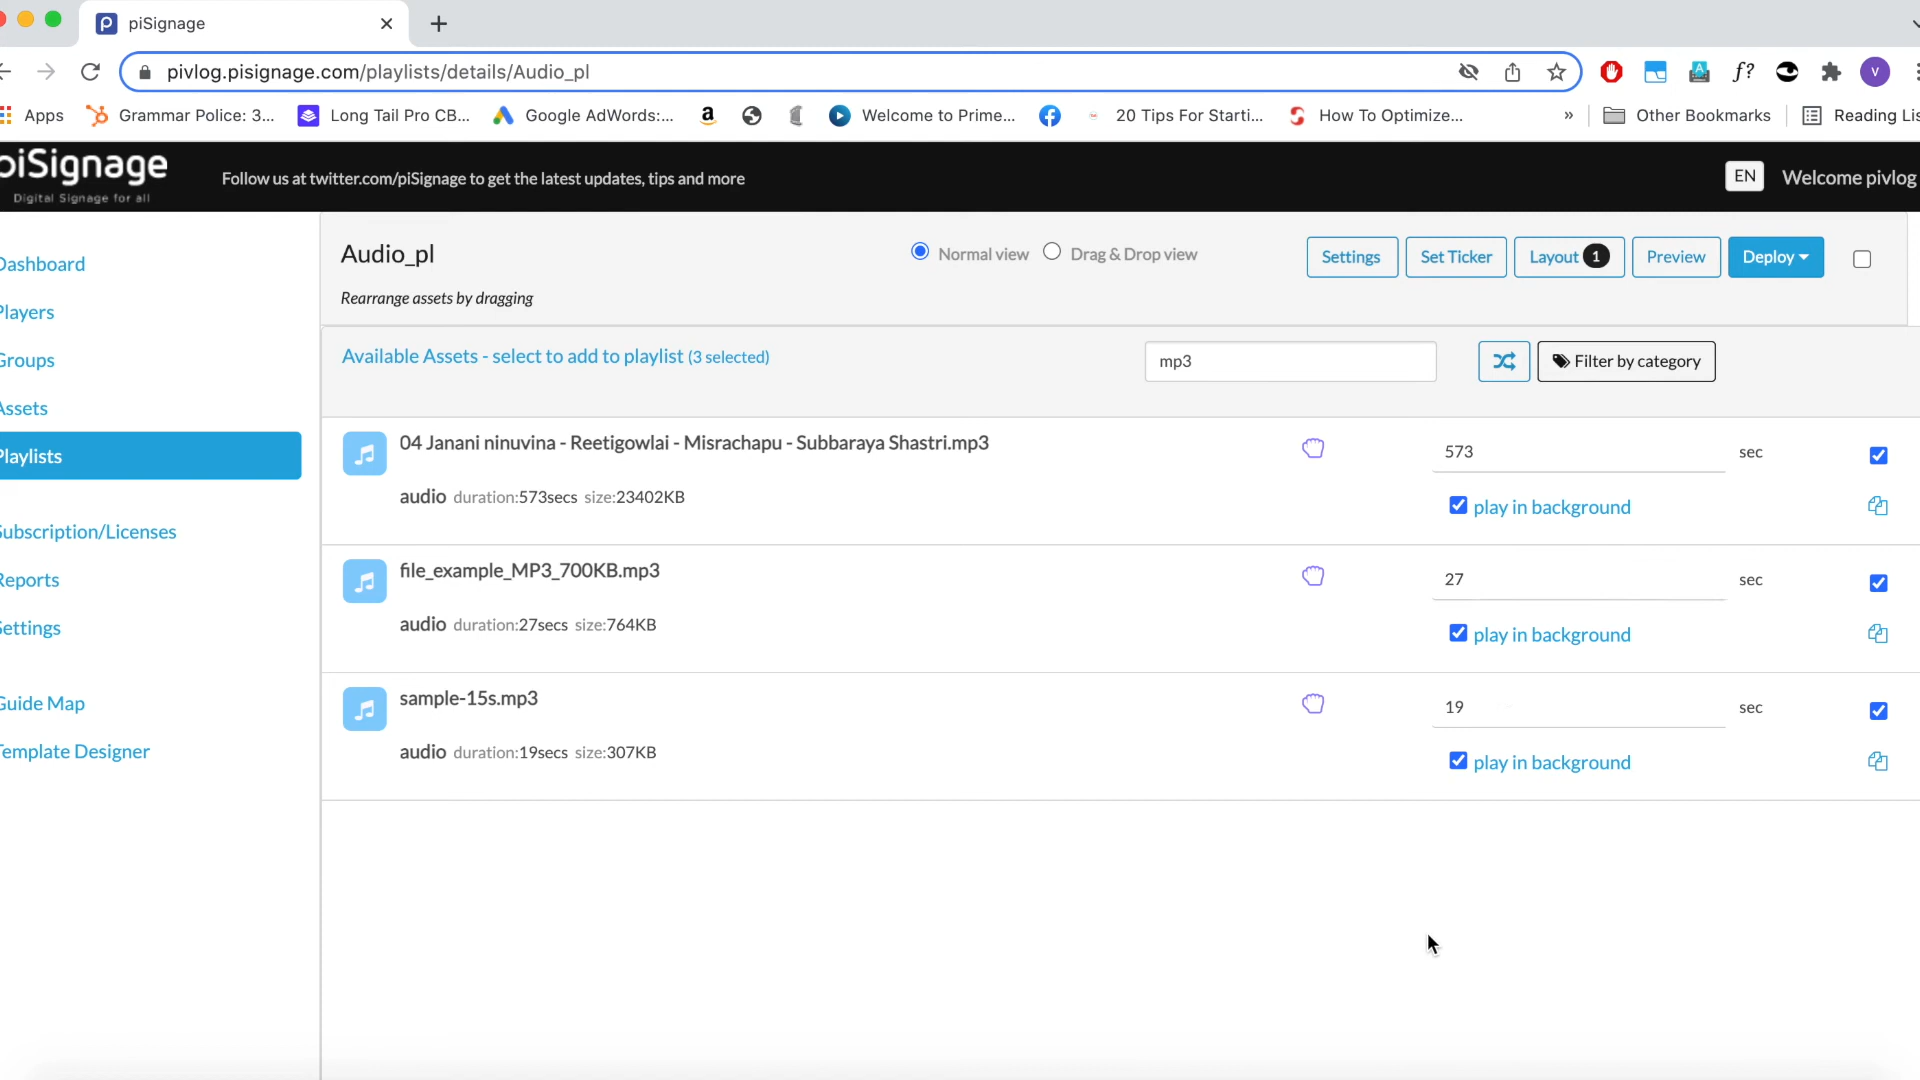 piSignage
pivlog.pisignage.com/playlists/details/Audio_pl
f?
V
Apps
Grammar Police: 3...
Long Tail Pro CB...
Google AdWords:...
Welcome to Prime...
20 Tips For Starti...
How To Optimize...
»
Other Bookmarks
Reading Lis
piSignage
Digital Signage for all
Follow us at twitter.com/piSignage to get the latest updates, tips and more
EN
Welcome pivlog
Dashboard
Players
Groups
Assets
Playlists
Subscription/Licenses
Reports
Settings
Guide Map
Template Designer
Audio_pl
Normal view
Drag & Drop view
Settings
Set Ticker
Layout 1
Preview
Deploy
Rearrange assets by dragging
Available Assets - select to add to playlist (3 selected)
mp3
Filter by category
04 Janani ninuvina - Reetigowlai - Misrachapu - Subbaraya Shastri.mp3
573 sec
audio duration:573secs size:23402KB
play in background
file_example_MP3_700KB.mp3
27 sec
audio duration:27secs size:764KB
play in background
sample-15s.mp3
19 sec
audio duration:19secs size:307KB
play in background